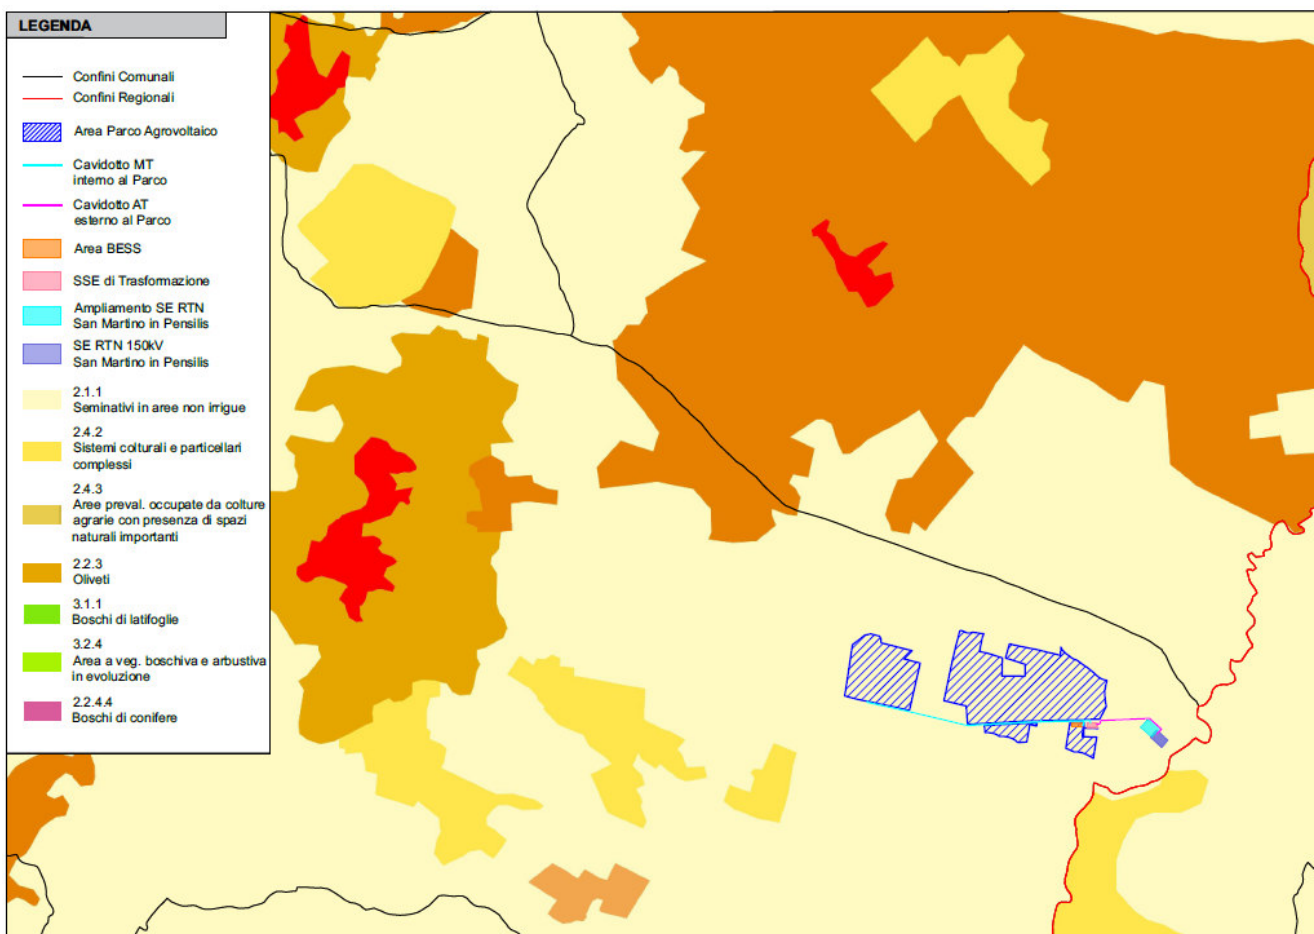 LEGENDA
Confini Comunali
Confini Regionali
Area Parco Agrovoltaico
Cavidotto MT
interno al Parco
Cavidotto AT
esterno al Parco
Area BESS
SSE di Trasformazione
Ampliamento SE RTN
San Martino in Pensilis
SE RTN 150kV
San Martino in Pensilis
2.1.1
Seminativi in aree non irrigue
2.4.2
Sistemi colturali e particellari
complessi
2.4.3
Aree preval. occupate da colture
agrarie con presenza di spazi
naturali importanti
2.2.3
Oliveti
3.1.1
Boschi di latifoglie
3.2.4
Area a veg. boschiva e arbustiva
in evoluzione
2.2.4.4
Boschi di conifere